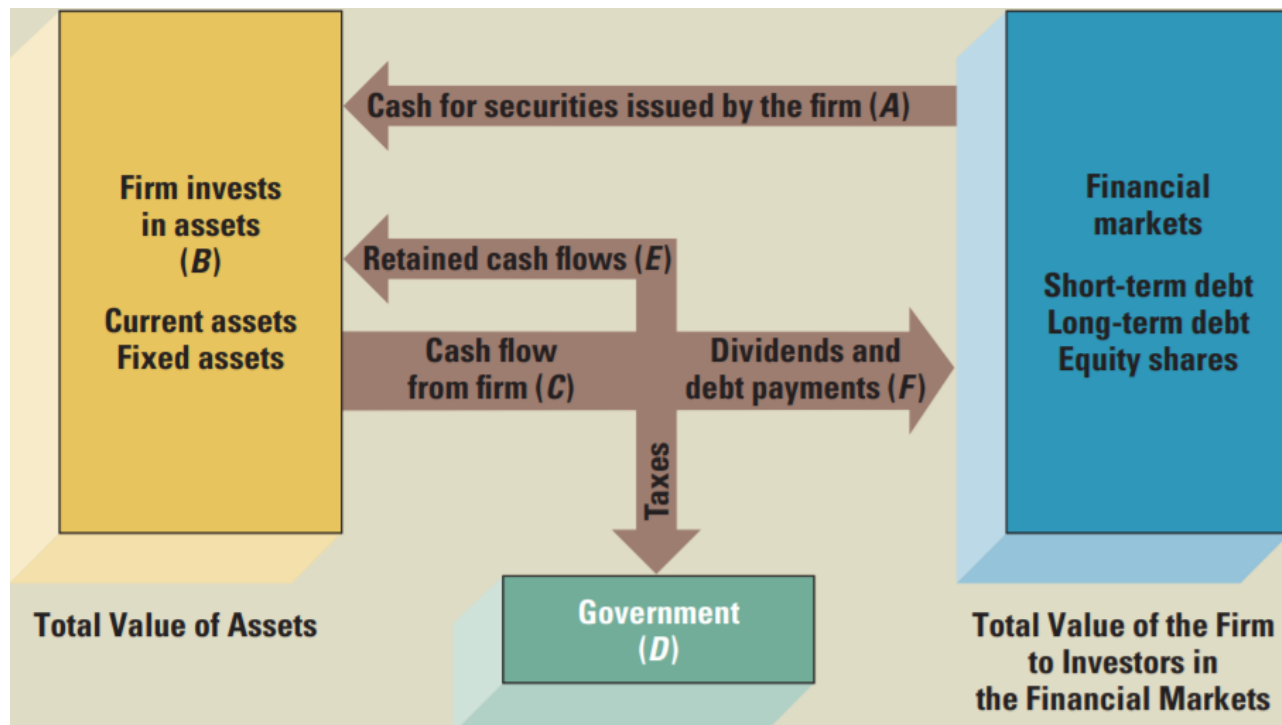 Cash for securities issued by the firm (A)
Firm invests
in assets
(B)
Current assets
Fixed assets
Retained cash flows (E)
Cash flow
from firm (C)
Dividends and
debt payments (F)
Taxes
Financial
markets
Short-term debt
Long-term debt
Equity shares
Government
(D)
Total Value of Assets
Total Value of the Firm
to Investors in
the Financial Markets